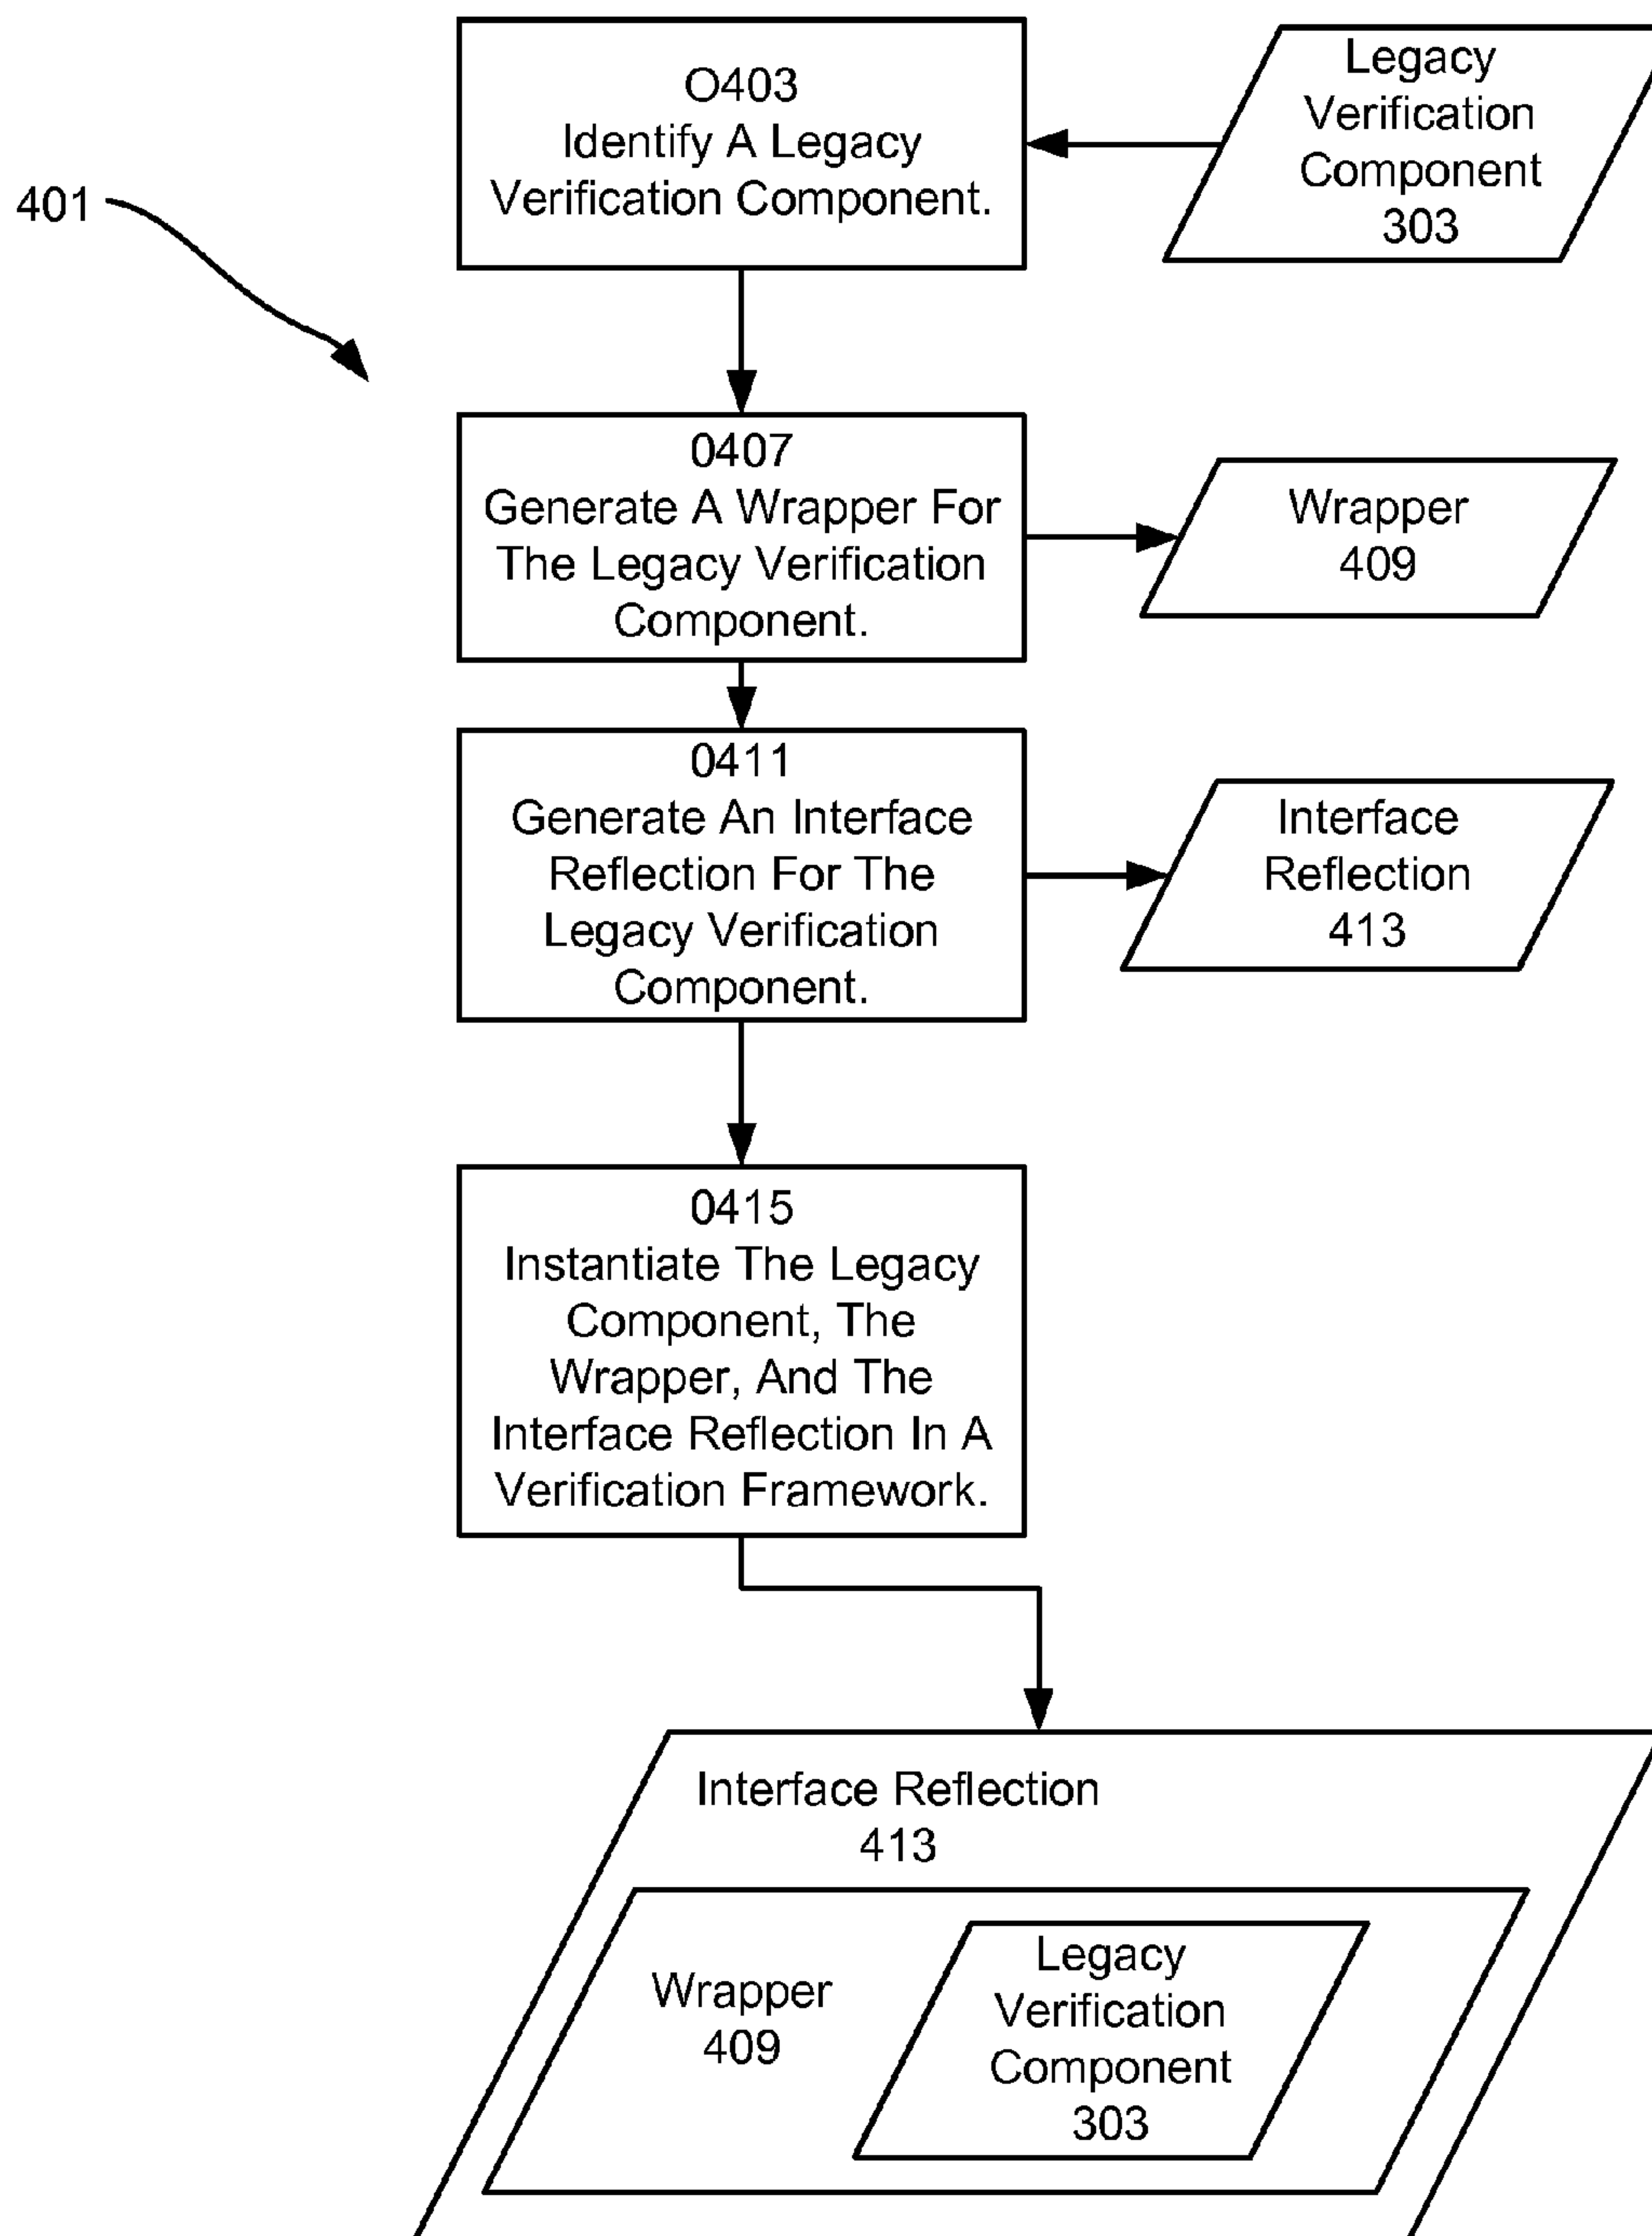 O403
Identify A Legacy
Verification Component.
Legacy
Verification
Component
303
401
0407
Generate A Wrapper For
The Legacy Verification
Component.
Wrapper
409
0411
Generate An Interface
Reflection For The
Legacy Verification
Component.
Interface
Reflection
413
0415
Instantiate The Legacy
Component, The
Wrapper, And The
Interface Reflection In A
Verification Framework.
Interface Reflection
413
Wrapper
409
Legacy
Verification
Component
303